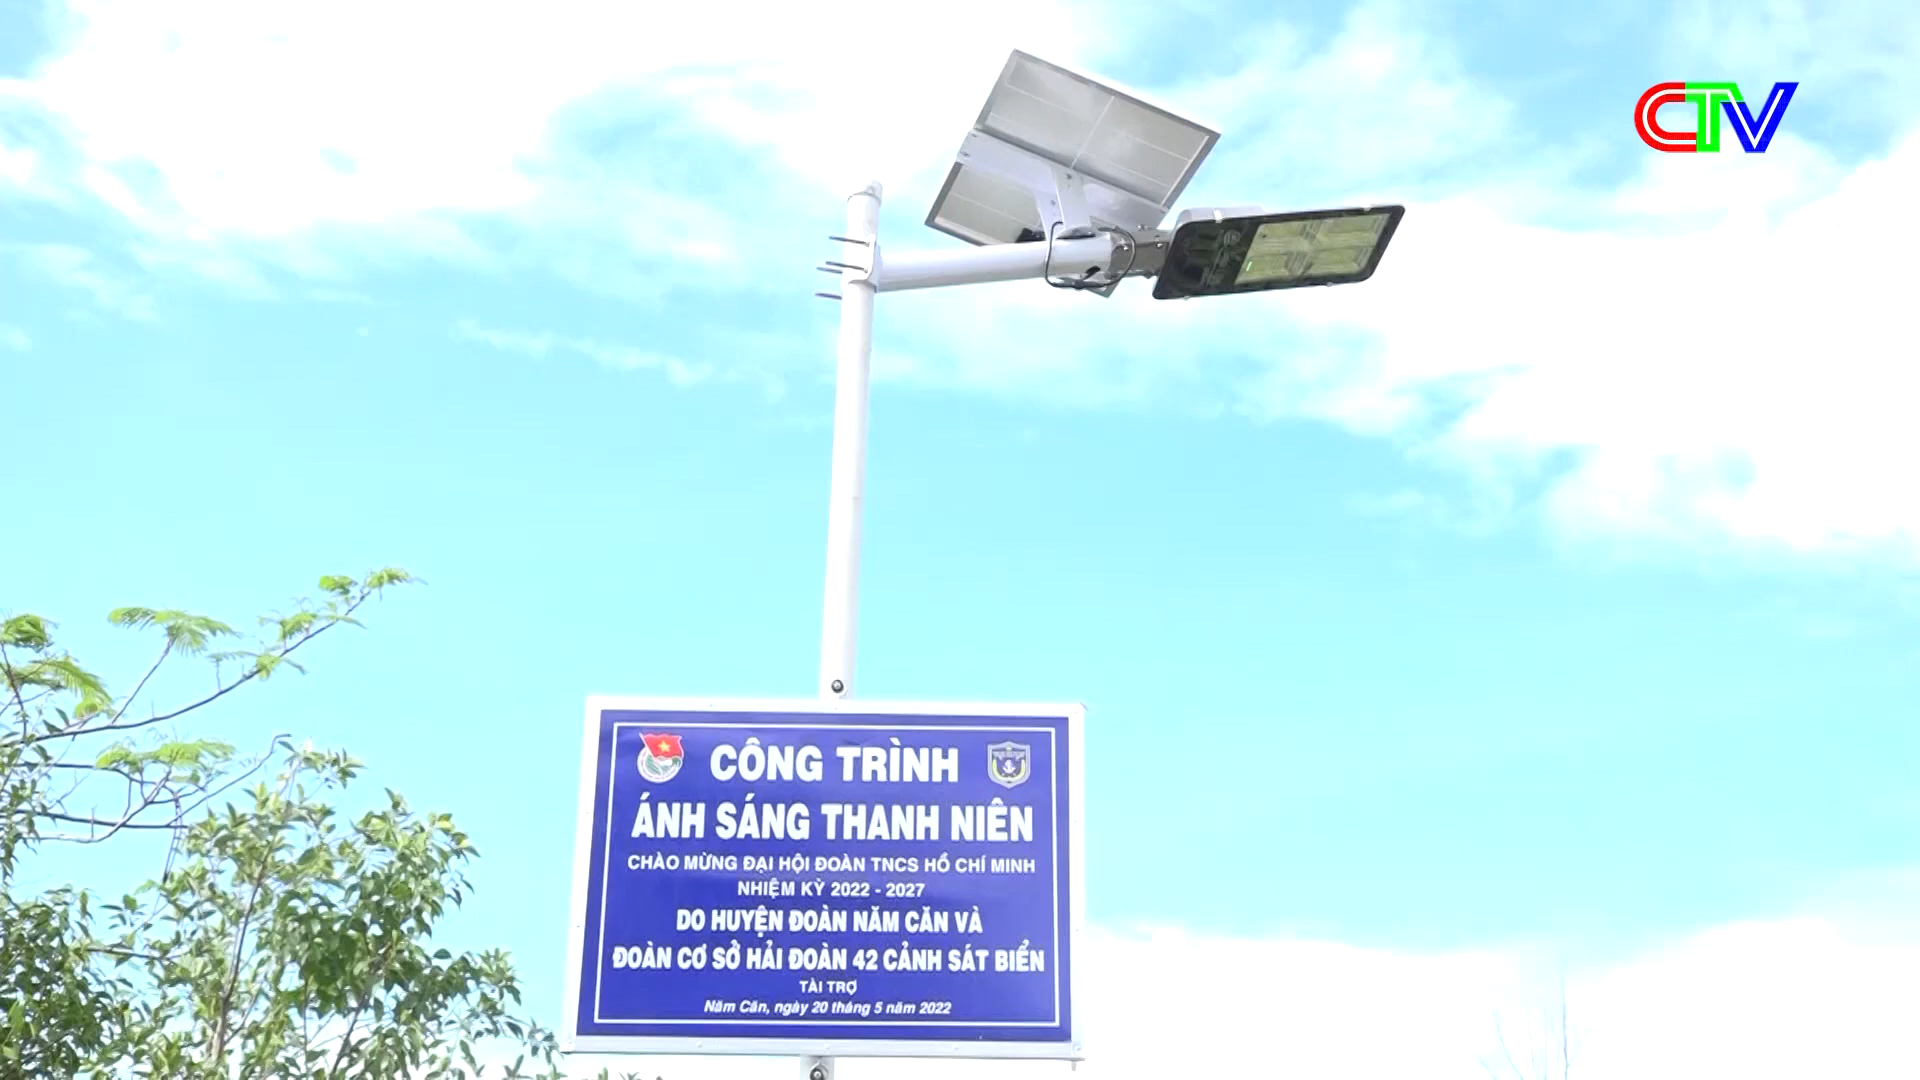 CTV
CÔNG TRÌNH
ÁNH SÁNG THANH NIÊN
CHÀO MỪNG ĐẠI HỘI ĐOÀN TNCS HỒ CHÍ MINH
NHIỆM KỲ 2022 - 2027
DO HUYỆN ĐOÀN NĂM CĂN VÀ
ĐOÀN CƠ SỞ HẢI ĐOÀN 42 CẢNH SÁT BIỂN
TÀI TRỢ
Năm Căn, ngày 20 tháng 5 năm 2022